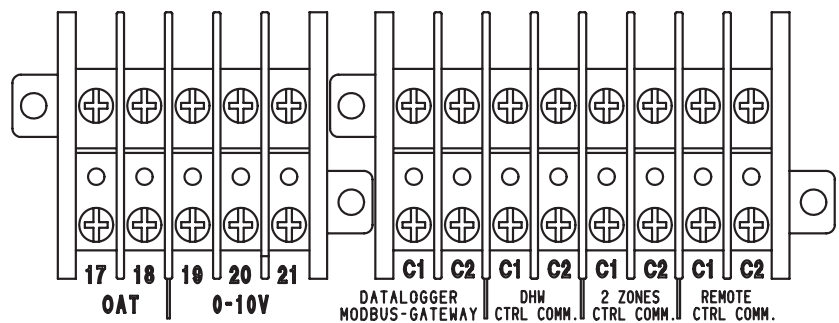 17 18 19 20 21 C1 C2 C1 C2 C1 C2 C1 C2
OAT 0-10V DATALOGGER DHW 2 ZONES REMOTE
MODBUS-GATEWAY CTRL COMM. CTRL COMM. CTRL COMM.